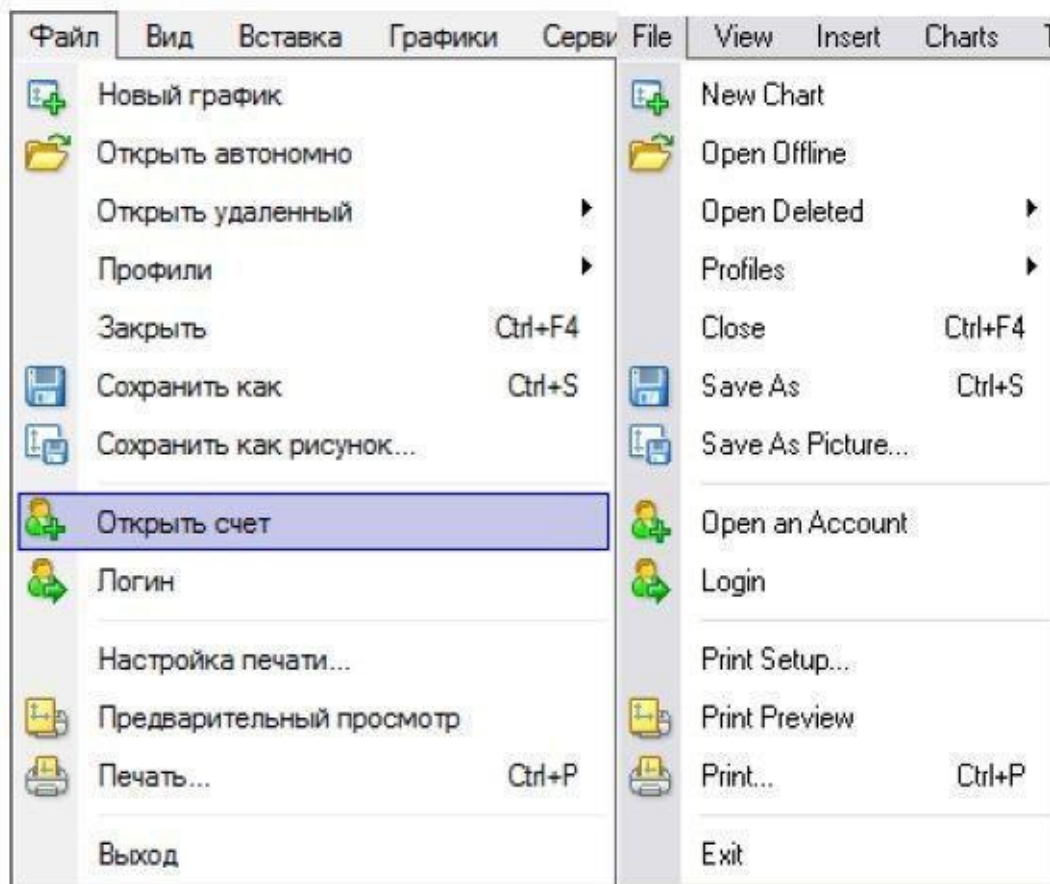 Файл Вид Вставка Графики Серви File View Insert Charts
Новый график New Chart
Открыть автономно Open Offline
Открыть удаленный Open Deleted
Профили Profiles
Закрыть Ctrl+F4 Close Ctrl+F4
Сохранить как Ctrl+S Save As Ctrl+S
Сохранить как рисунок... Save As Picture...
Открыть счет Open an Account
Логин Login
Настройка печати... Print Setup...
Предварительный просмотр Print Preview
Печать... Ctrl+P Print... Ctrl+P
Выход Exit